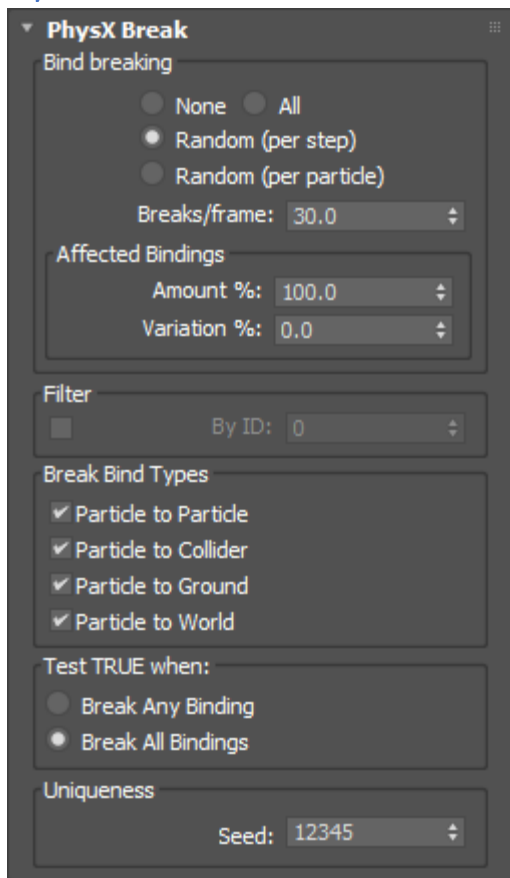 PhysX Break
Bind breaking
None All
Random (per step)
Random (per particle)
Breaks/frame: 30.0
Affected Bindings
Amount %: 100.0
Variation %: 0.0
Filter
By ID: 0
Break Bind Types
Particle to Particle
Particle to Collider
Particle to Ground
Particle to World
Test TRUE when:
Break Any Binding
Break All Bindings
Uniqueness
Seed: 12345